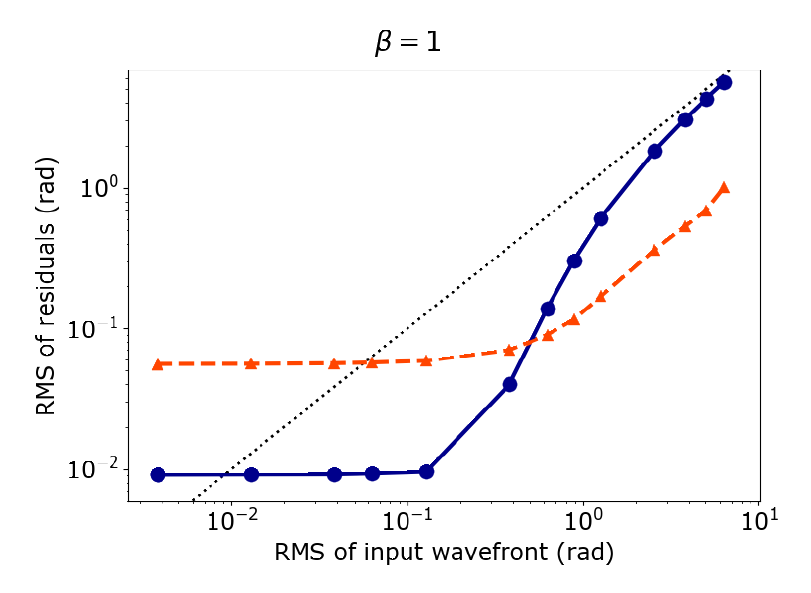 β = 1
RMS of residuals (rad)
10⁰
10⁻¹
10⁻²
10⁻² 10⁻¹ 10⁰ 10¹
RMS of input wavefront (rad)